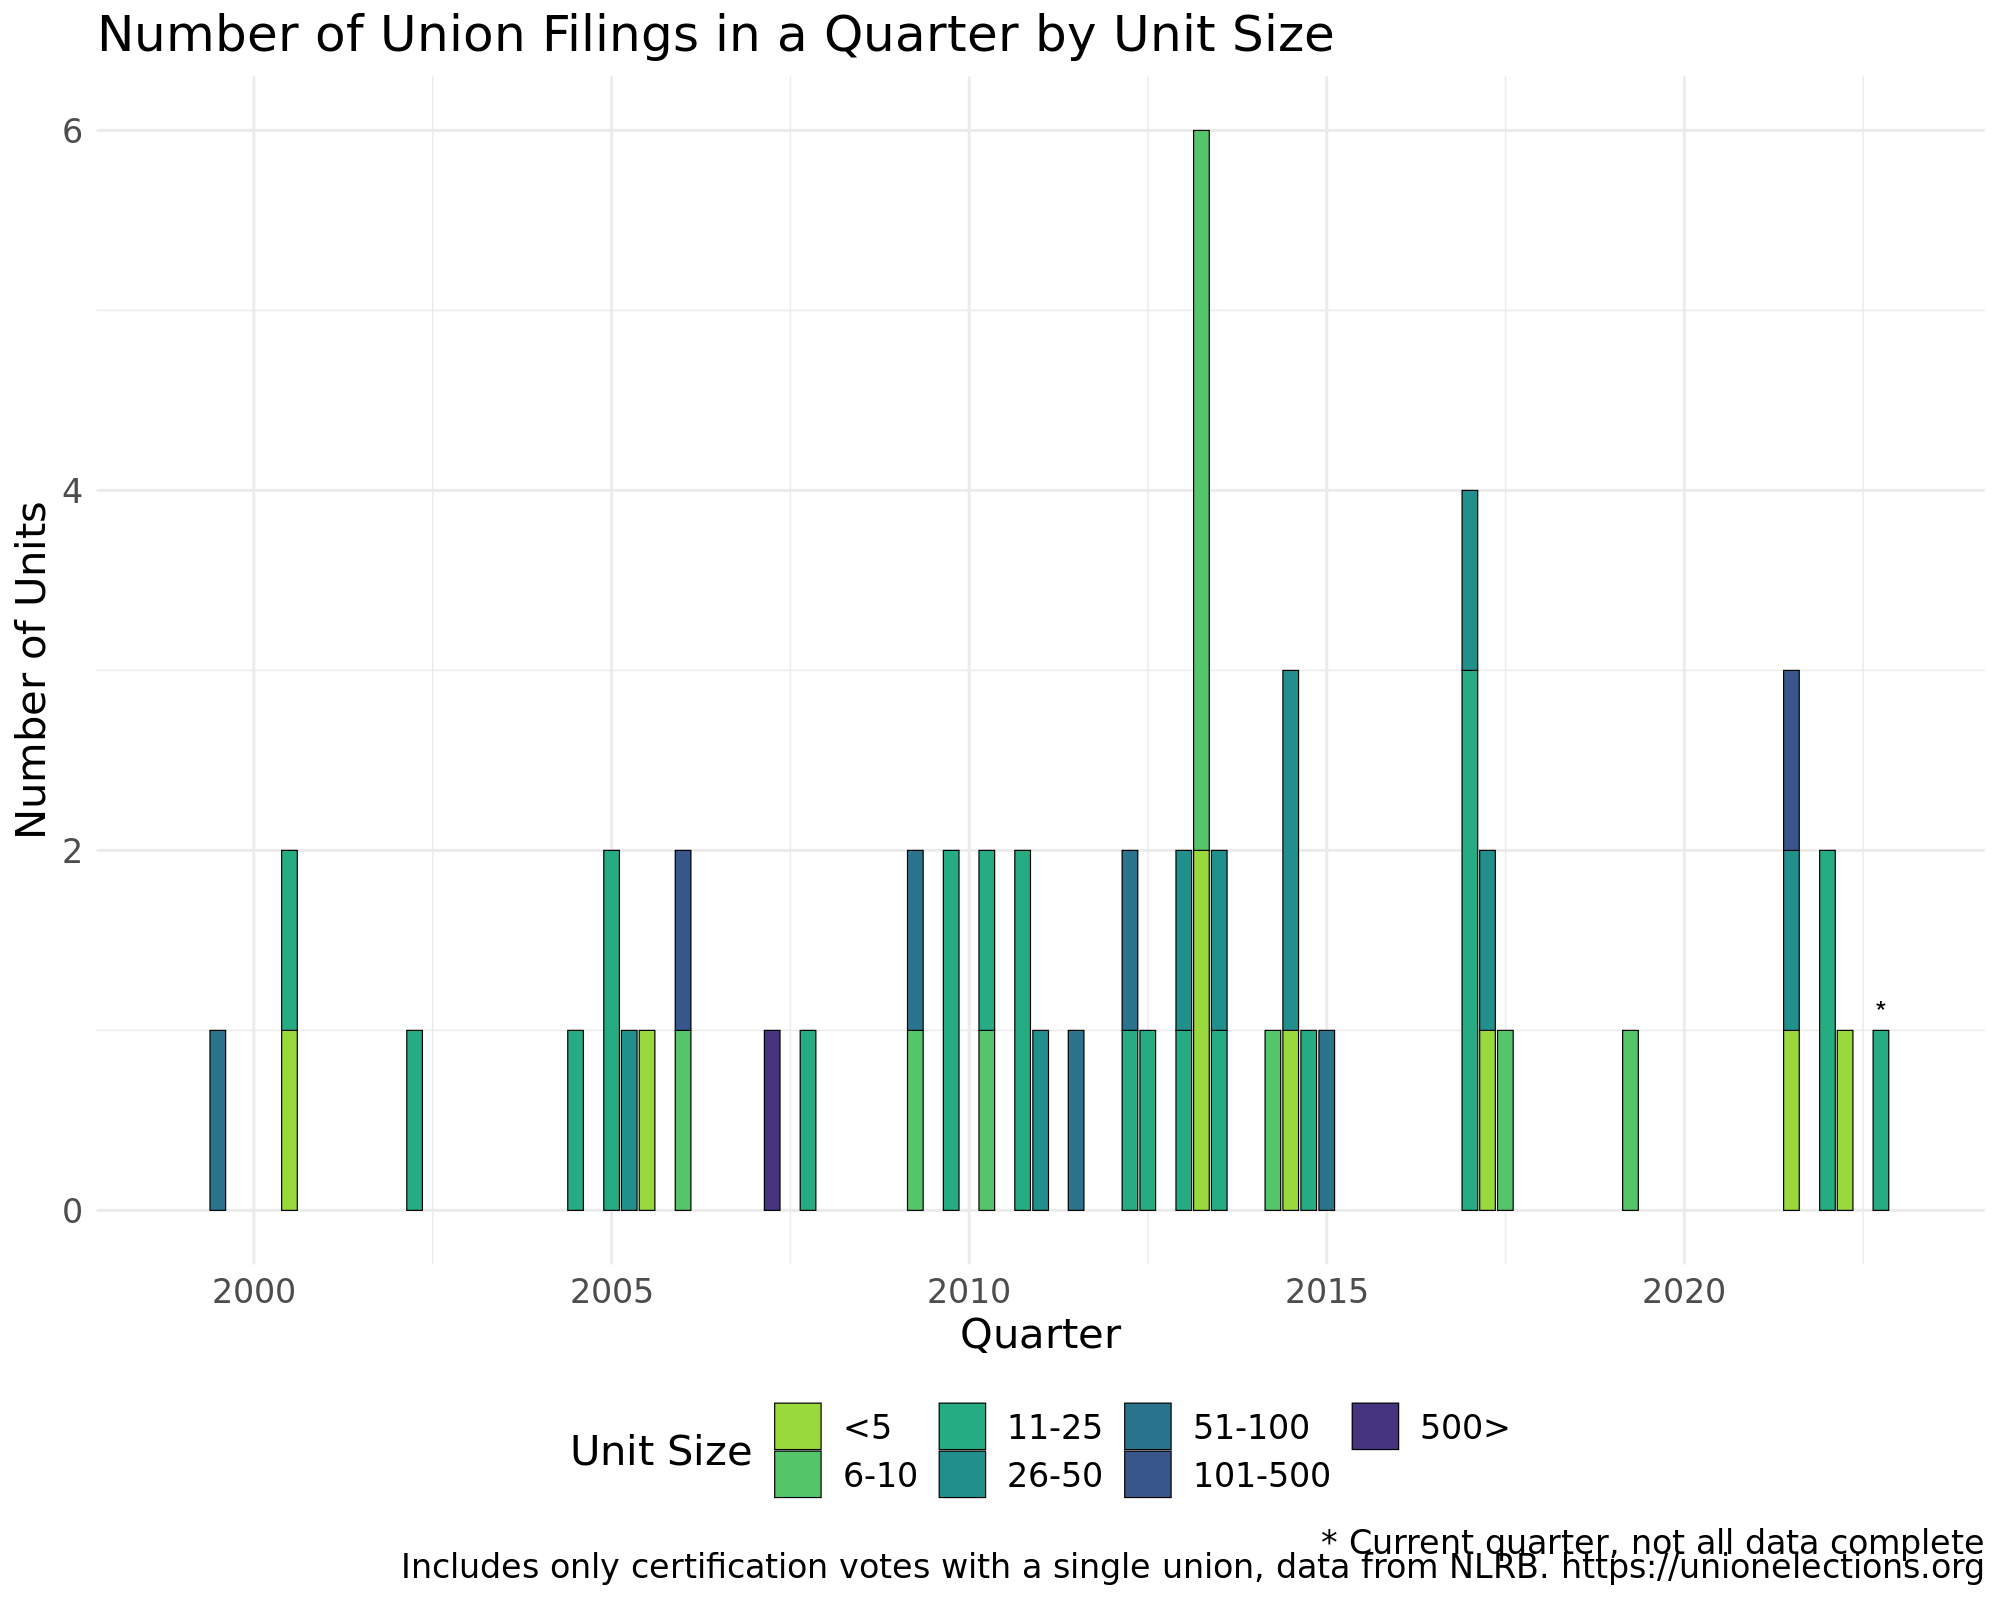 Number of Union Filings in a Quarter by Unit Size
Number of Units
6
4
2
0
*
2000 2005 2010 2015 2020
Quarter
Unit Size
<5 11-25 51-100 500>
6-10 26-50 101-500
* Current quarter, not all data complete
Includes only certification votes with a single union, data from NLRB. https://unionelections.org